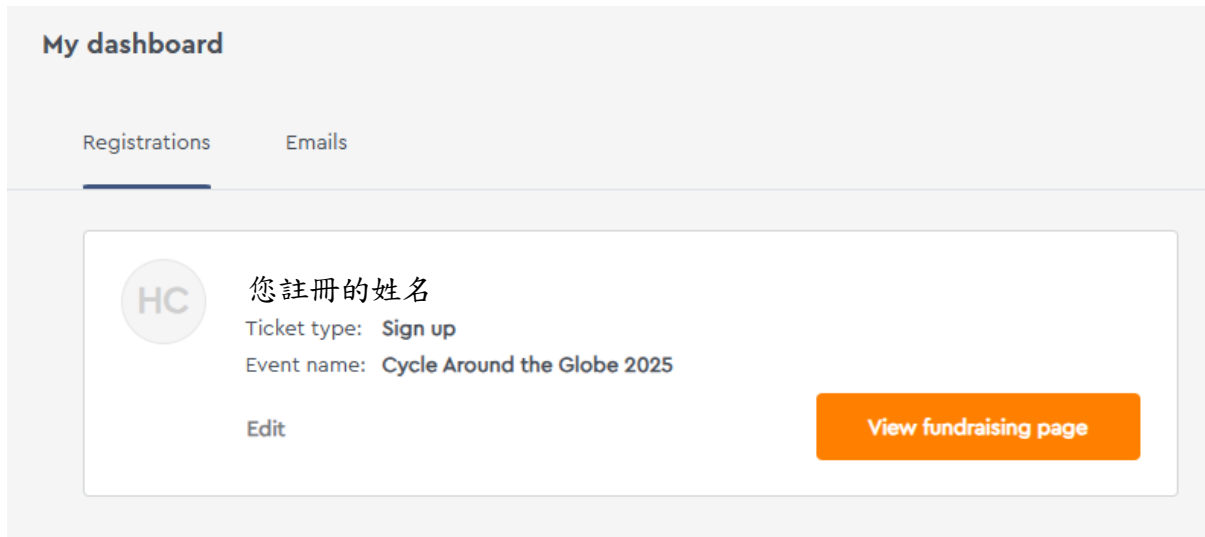 My dashboard
Registrations Emails
HC
您註冊的姓名
Ticket type: Sign up
Event name: Cycle Around the Globe 2025
Edit View fundraising page